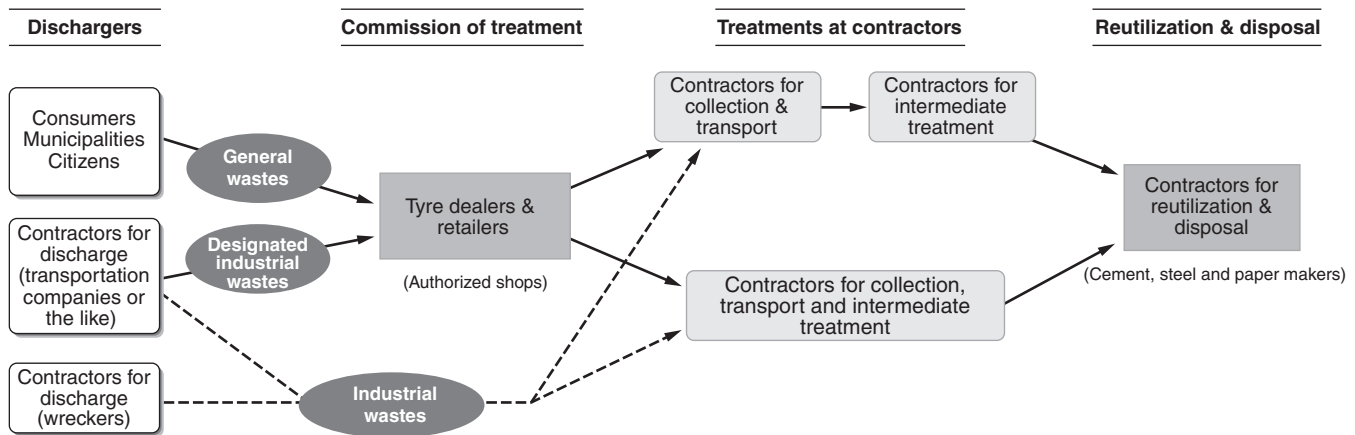 Dischargers
Commission of treatment
Treatments at contractors
Reutilization & disposal
Consumers
Municipalities
Citizens
General
wastes
Contractors for
discharge
(transportation
companies or
the like)
Designated
industrial
wastes
Contractors for
discharge
(wreckers)
Industrial
wastes
Tyre dealers &
retailers
(Authorized shops)
Contractors for
collection &
transport
Contractors for
intermediate
treatment
Contractors for collection,
transport and intermediate
treatment
Contractors for
reutilization &
disposal
(Cement, steel and paper makers)